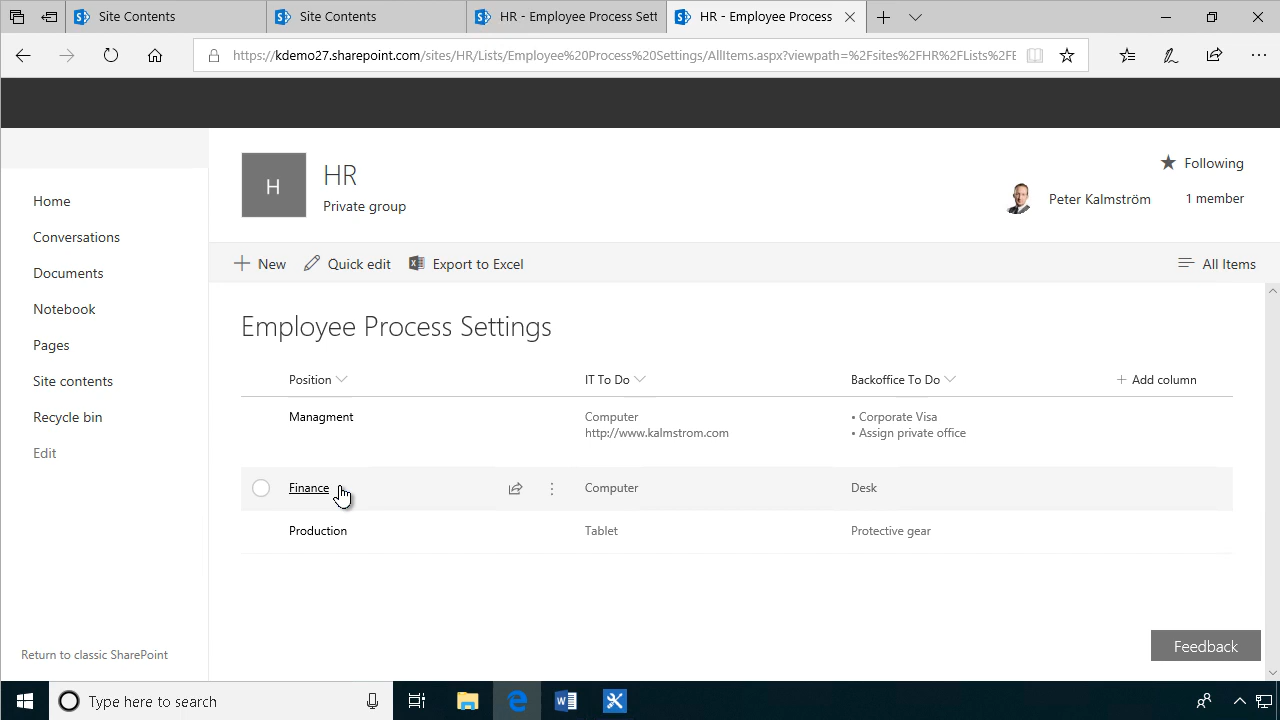 Site Contents
Site Contents
HR - Employee Process Sett
HR - Employee Process
https://kdemo27.sharepoint.com/sites/HR/Lists/Employee%20Process%20Settings/AllItems.aspx?viewpath=%2Fsites%2FHR%2FLists%2FE
H
HR
Private group
Following
Peter Kalmström
1 member
Home
Conversations
Documents
Notebook
Pages
Site contents
Recycle bin
Edit
Return to classic SharePoint
New
Quick edit
Export to Excel
All Items
Employee Process Settings
Position
IT To Do
Backoffice To Do
Add column
Managment
Computer
http://www.kalmstrom.com
• Corporate Visa
• Assign private office
Finance
Computer
Desk
Production
Tablet
Protective gear
Feedback
Type here to search